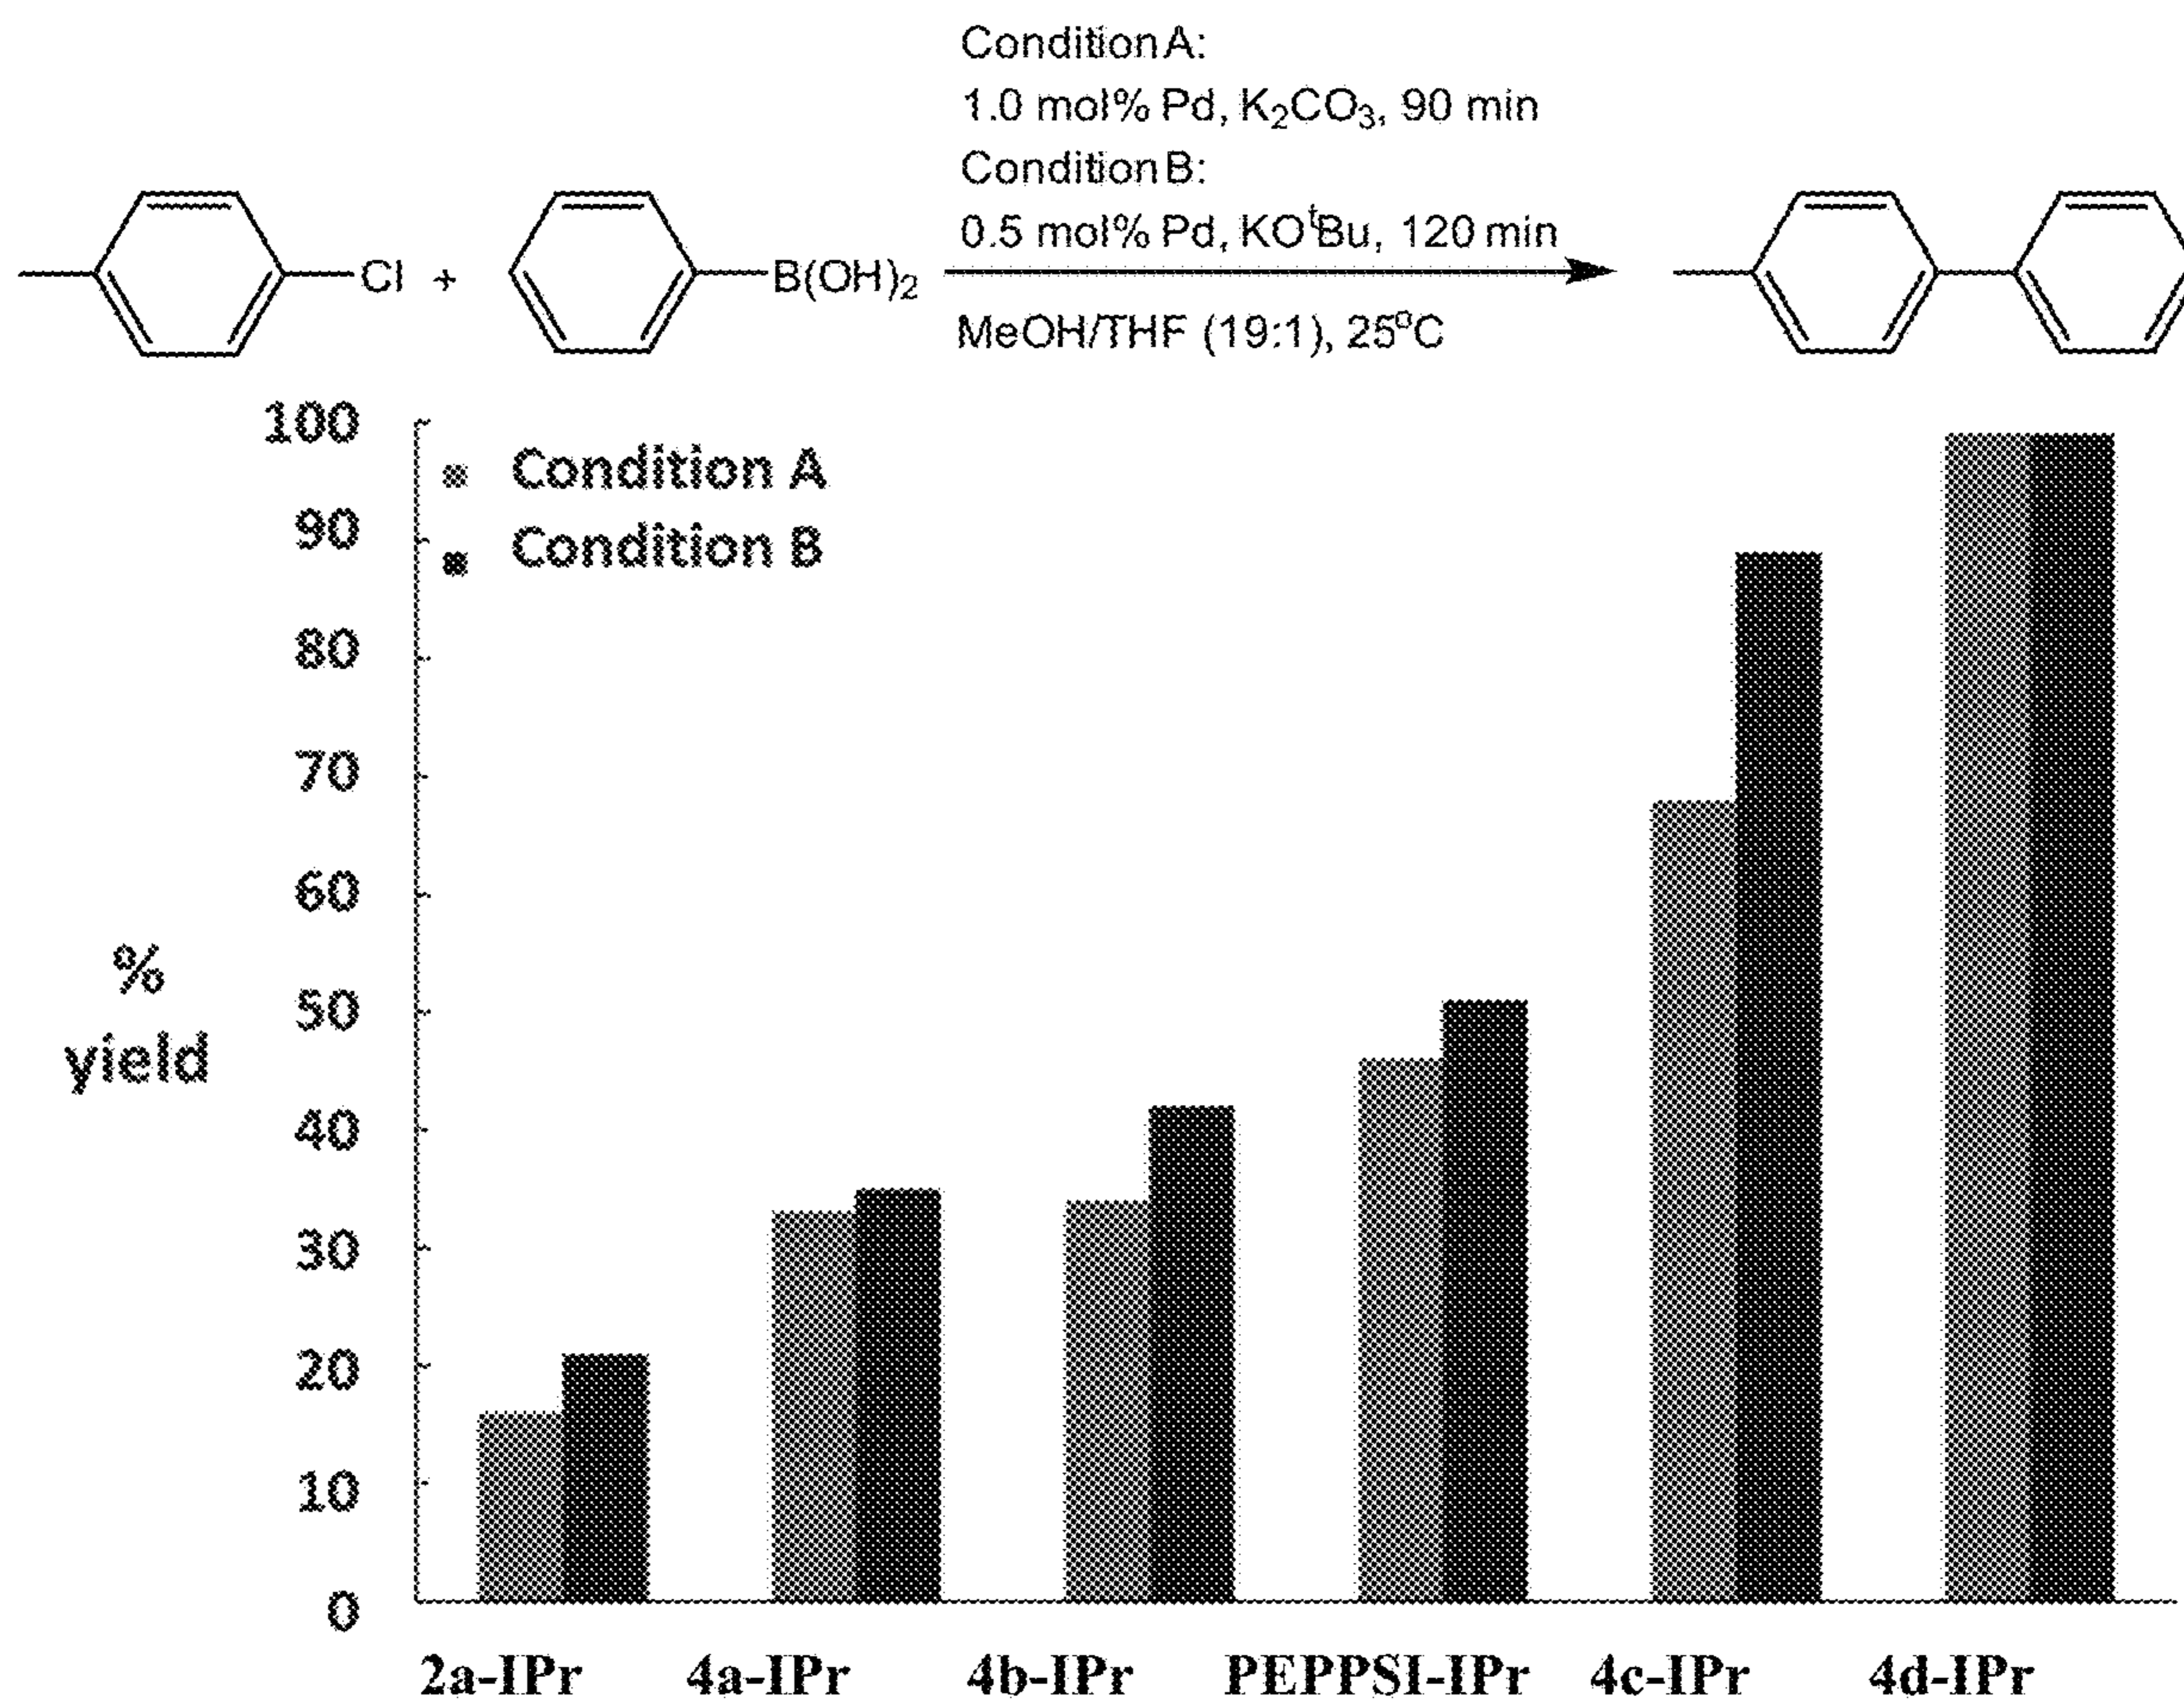 Condition A:
1.0 mol% Pd, K₂CO₃, 90 min
Condition B:
0.5 mol% Pd, KOᵗBu, 120 min
Cl + B(OH)₂
MeOH/THF (19:1), 25°C
100
Condition A
90
Condition B
80
70
60
%
yield
50
40
30
20
10
0
2a-IPr 4a-IPr 4b-IPr PEPPSI-IPr 4c-IPr 4d-IPr